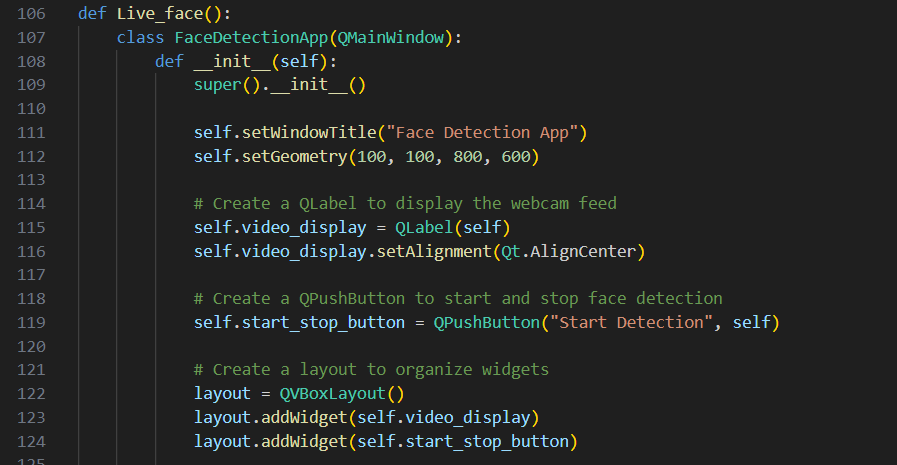 106 def Live_face():
107 class FaceDetectionApp(QMainWindow):
108 def __init__(self):
109 super().__init__()
110
111 self.setWindowTitle("Face Detection App")
112 self.setGeometry(100, 100, 800, 600)
113
114 # Create a QLabel to display the webcam feed
115 self.video_display = QLabel(self)
116 self.video_display.setAlignment(Qt.AlignCenter)
117
118 # Create a QPushButton to start and stop face detection
119 self.start_stop_button = QPushButton("Start Detection", self)
120
121 # Create a layout to organize widgets
122 layout = QVBoxLayout()
123 layout.addWidget(self.video_display)
124 layout.addWidget(self.start_stop_button)
125